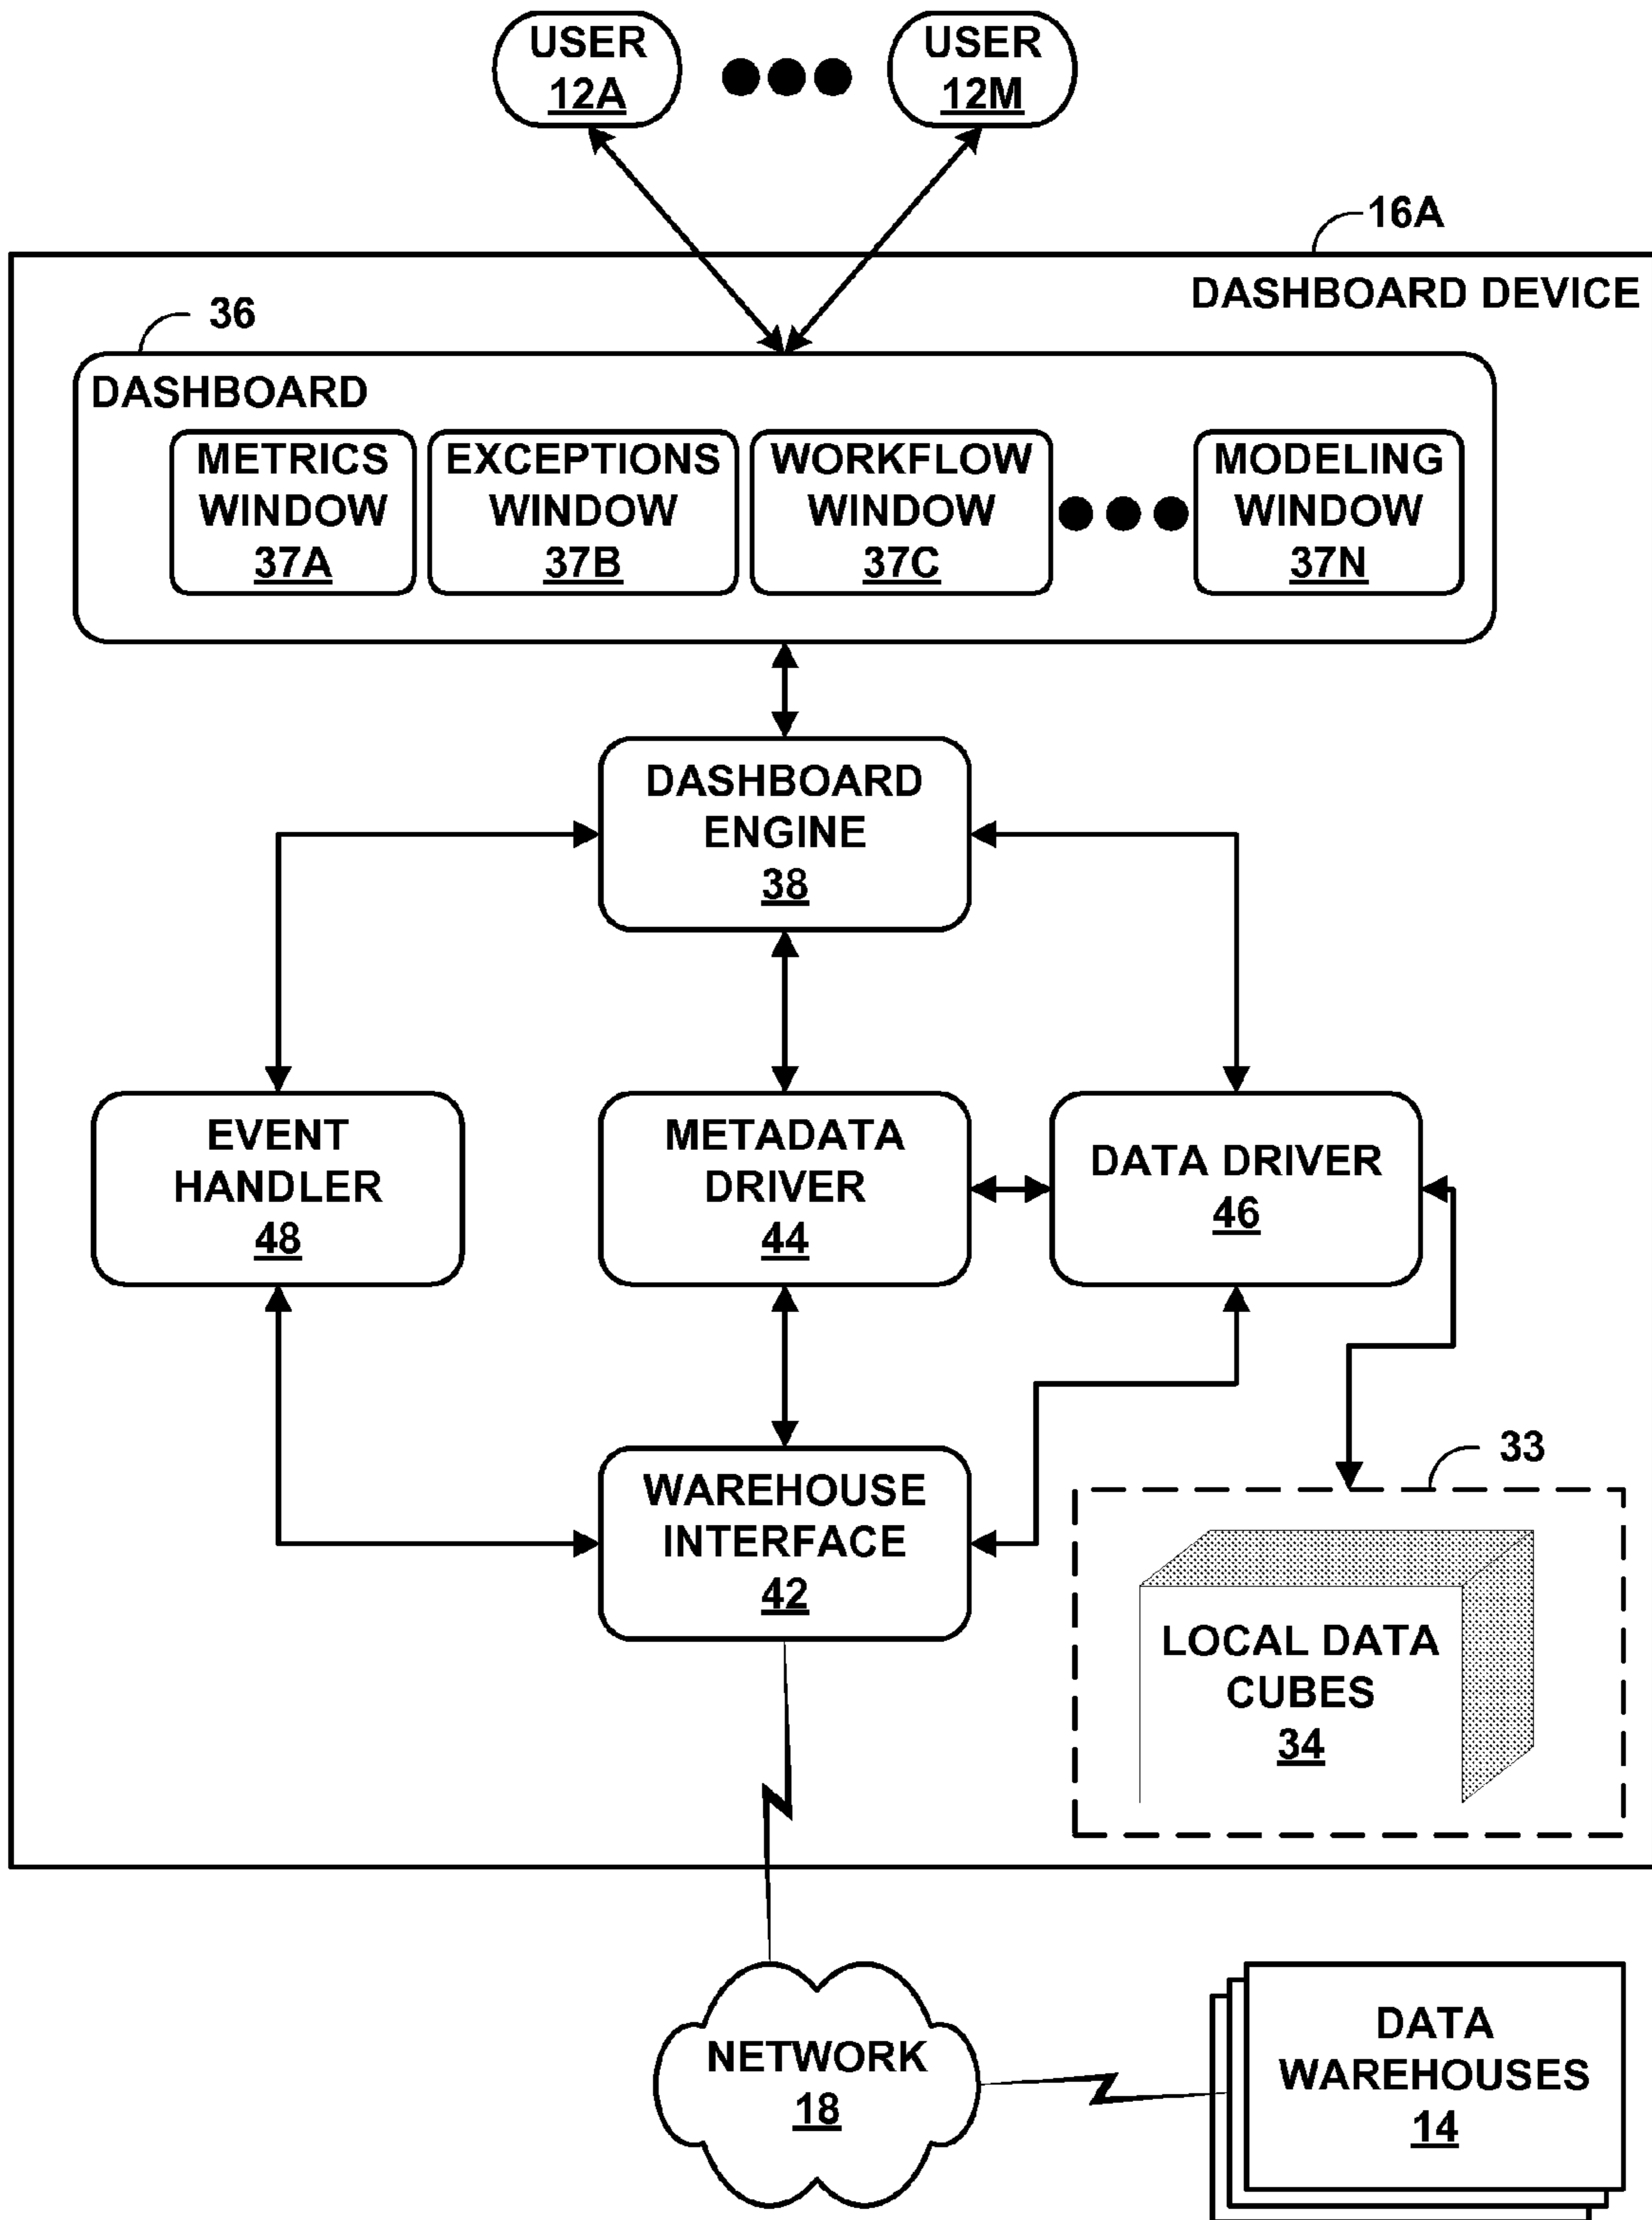 USER
12A
USER
12M
16A
DASHBOARD DEVICE
36
DASHBOARD
METRICS
WINDOW
37A
EXCEPTIONS
WINDOW
37B
WORKFLOW
WINDOW
37C
MODELING
WINDOW
37N
DASHBOARD
ENGINE
38
EVENT
HANDLER
48
METADATA
DRIVER
44
DATA DRIVER
46
WAREHOUSE
INTERFACE
42
33
LOCAL DATA
CUBES
34
NETWORK
18
DATA
WAREHOUSES
14